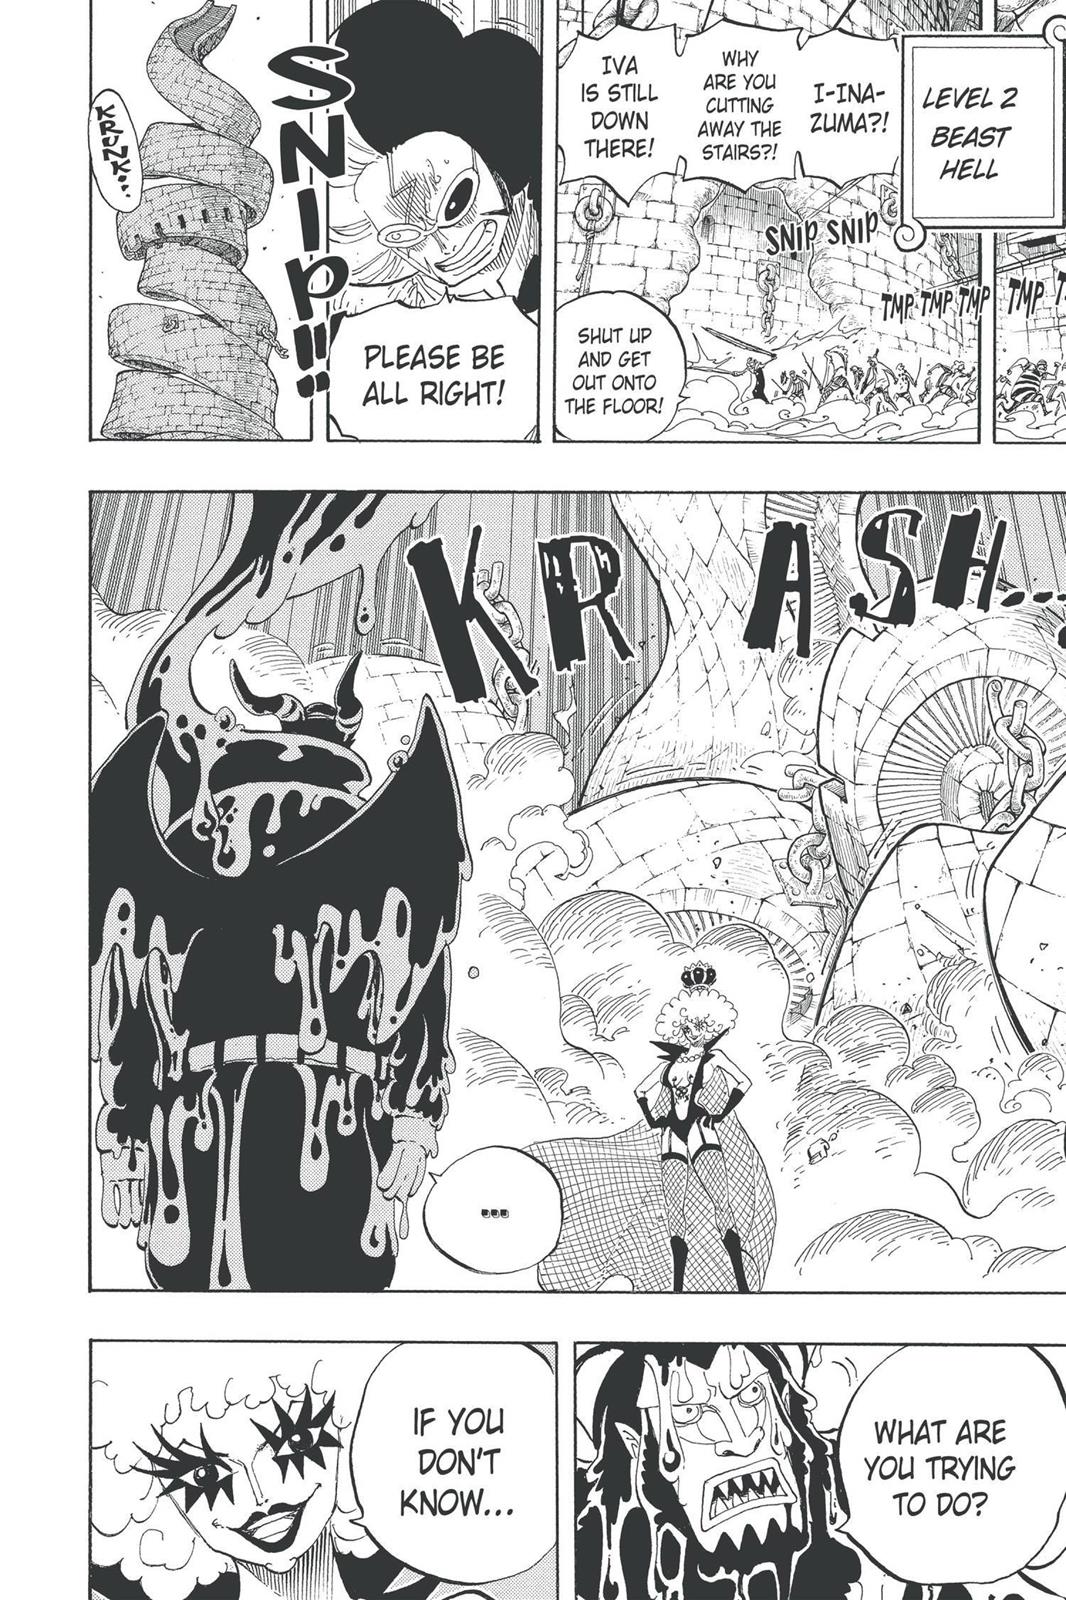 LEVEL 2
BEAST
HELL
TMP T
TMP TMP TMP
I-INA-
ZUMA?!
WHY
ARE YOU
CUTTING
AWAY THE
STAIRS?!
IVA
IS STILL
DOWN
THERE!
SNIP SNIP
SHUT UP
AND GET
OUT ONTO
THE FLOOR!
PLEASE BE
ALL RIGHT!
SNIP!!!
KRUNK...
KRASH...
...
WHAT ARE
YOU TRYING
TO DO?
IF YOU
DON'T
KNOW...